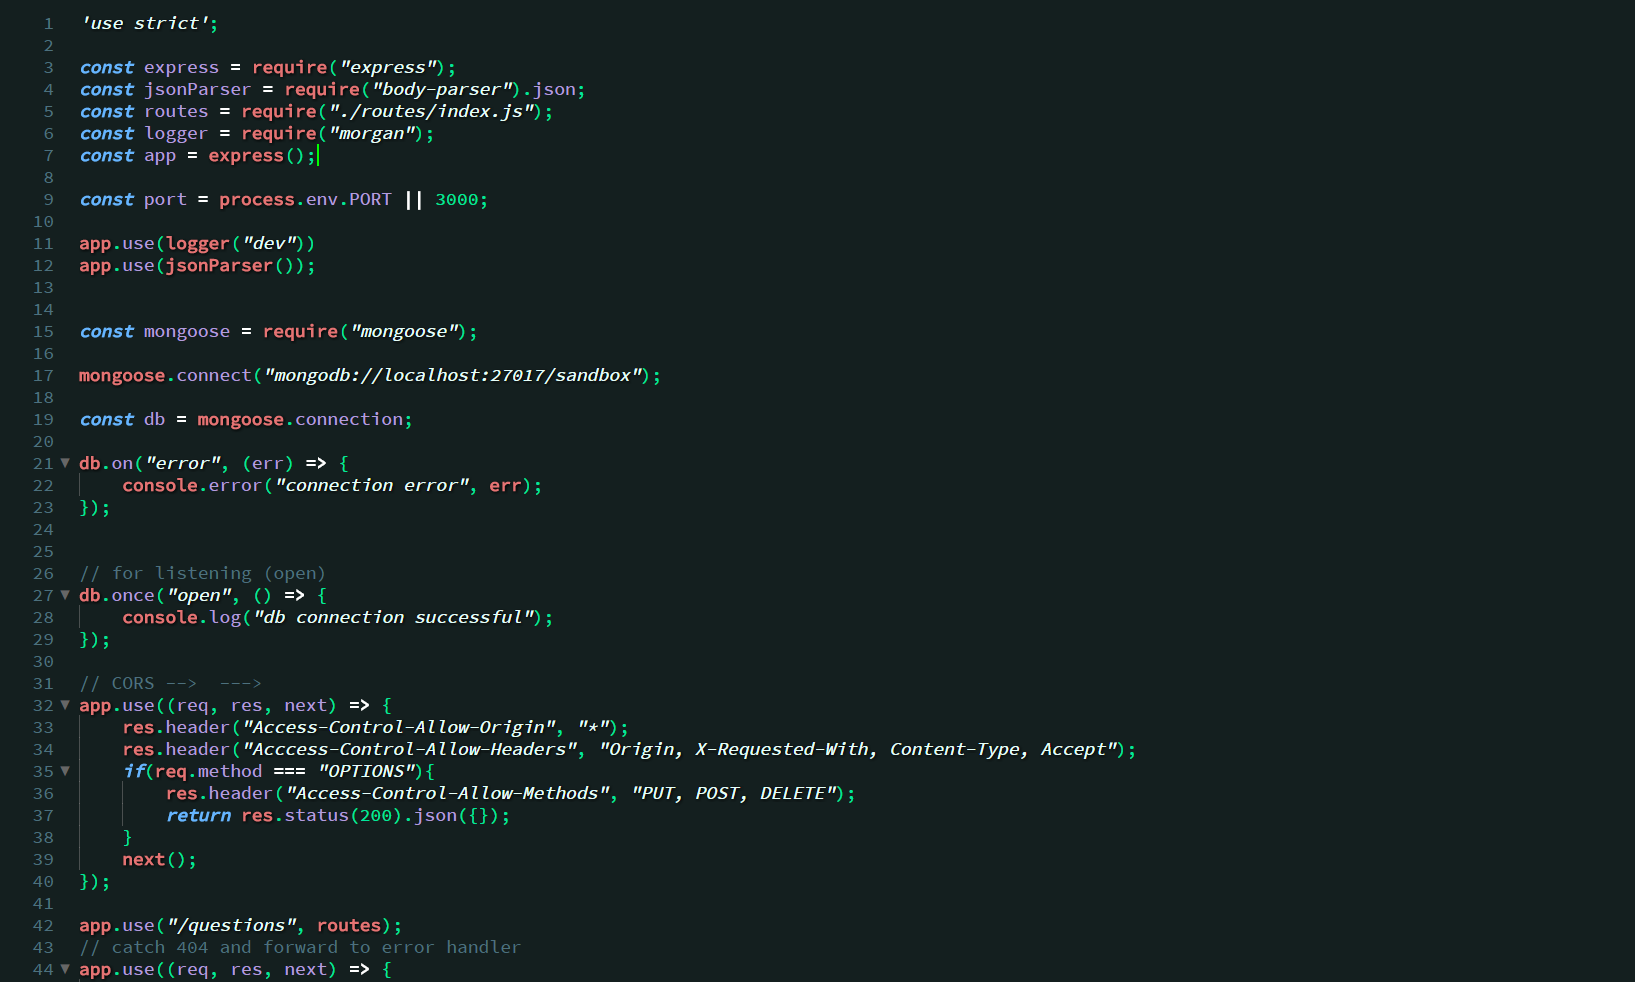 1 'use strict';
2
3 const express = require("express");
4 const jsonParser = require("body-parser").json;
5 const routes = require("./routes/index.js");
6 const logger = require("morgan");
7 const app = express();
8
9 const port = process.env.PORT || 3000;
10
11 app.use(logger("dev"))
12 app.use(jsonParser());
13
14
15 const mongoose = require("mongoose");
16
17 mongoose.connect("mongodb://localhost:27017/sandbox");
18
19 const db = mongoose.connection;
20
21 db.on("error", (err) => {
22     console.error("connection error", err);
23 });
24
25
26 // for listening (open)
27 db.once("open", () => {
28     console.log("db connection successful");
29 });
30
31 // CORS -->  --->
32 app.use((req, res, next) => {
33     res.header("Access-Control-Allow-Origin", "*");
34     res.header("Acccess-Control-Allow-Headers", "Origin, X-Requested-With, Content-Type, Accept");
35     if(req.method === "OPTIONS"){
36         res.header("Access-Control-Allow-Methods", "PUT, POST, DELETE");
37         return res.status(200).json({});
38     }
39     next();
40 });
41
42 app.use("/questions", routes);
43 // catch 404 and forward to error handler
44 app.use((req, res, next) => {